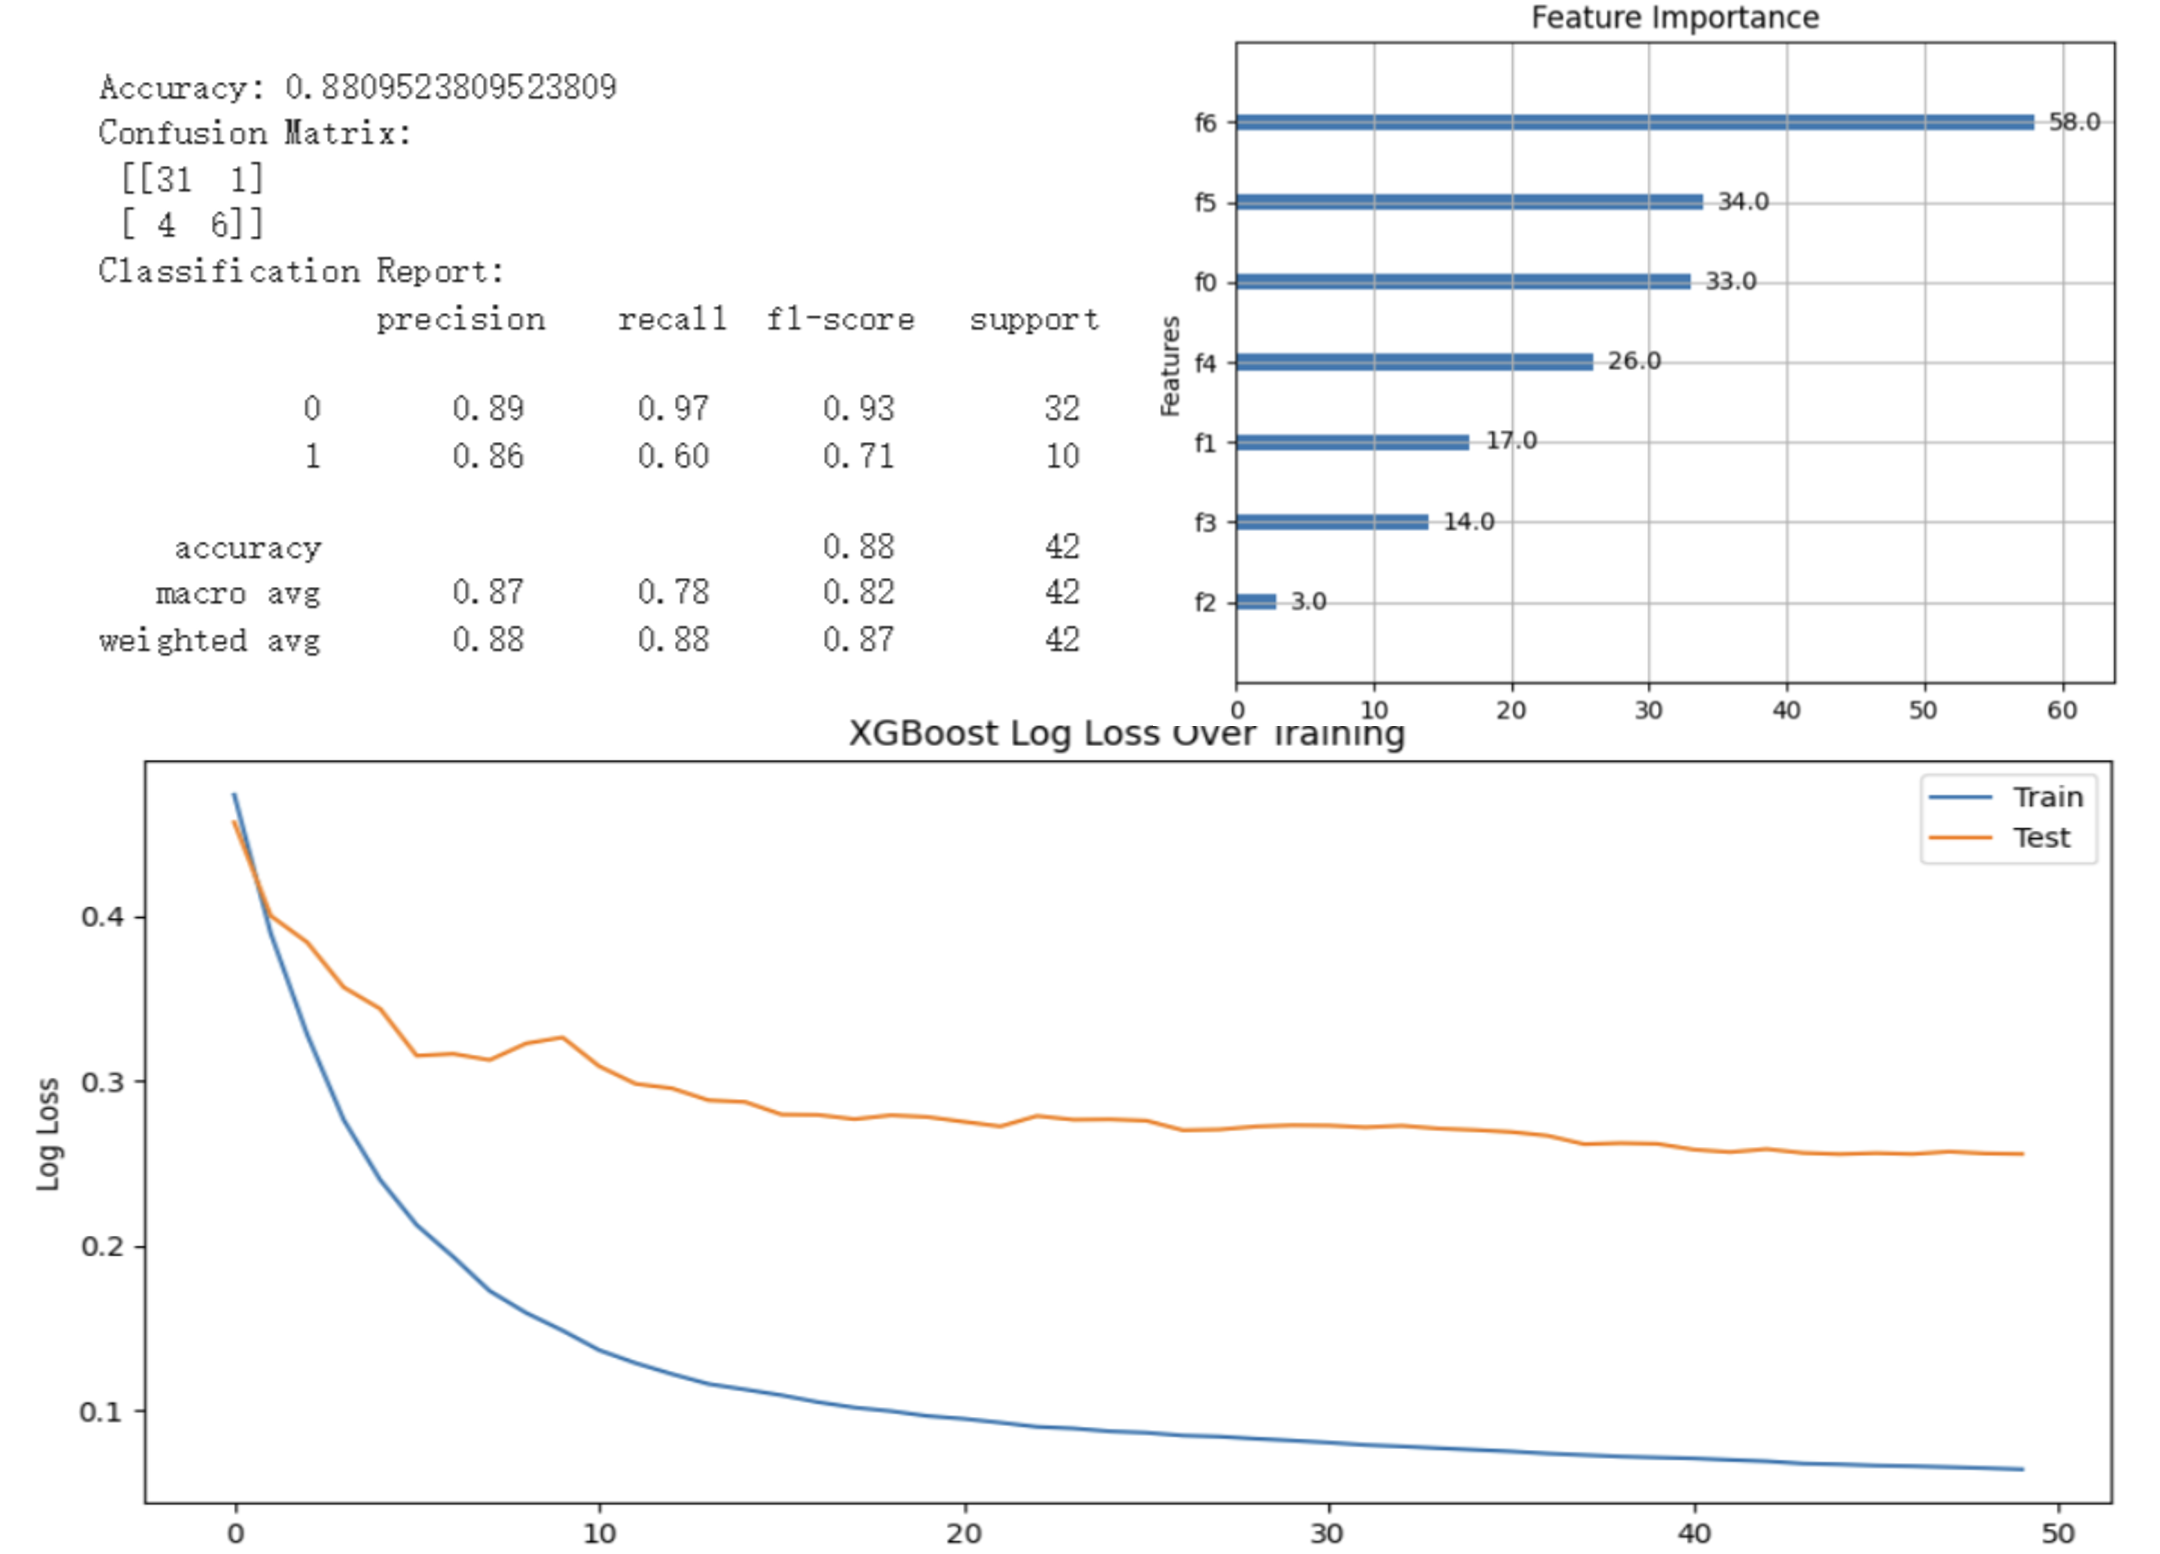 Accuracy: 0.8809523809523809
Confusion Matrix:
[[31 1]
[ 4 6]]
Classification Report:
precision recall f1-score support
0 0.89 0.97 0.93 32
1 0.86 0.60 0.71 10
accuracy 0.88 42
macro avg 0.87 0.78 0.82 42
weighted avg 0.88 0.88 0.87 42
Feature Importance
Features
f6 58.0
f5 34.0
f0 33.0
f4 26.0
f1 17.0
f3 14.0
f2 3.0
0 10 20 30 40 50 60
XGBoost Log Loss Over Training
Train
Test
Log Loss
0.4
0.3
0.2
0.1
0 10 20 30 40 50